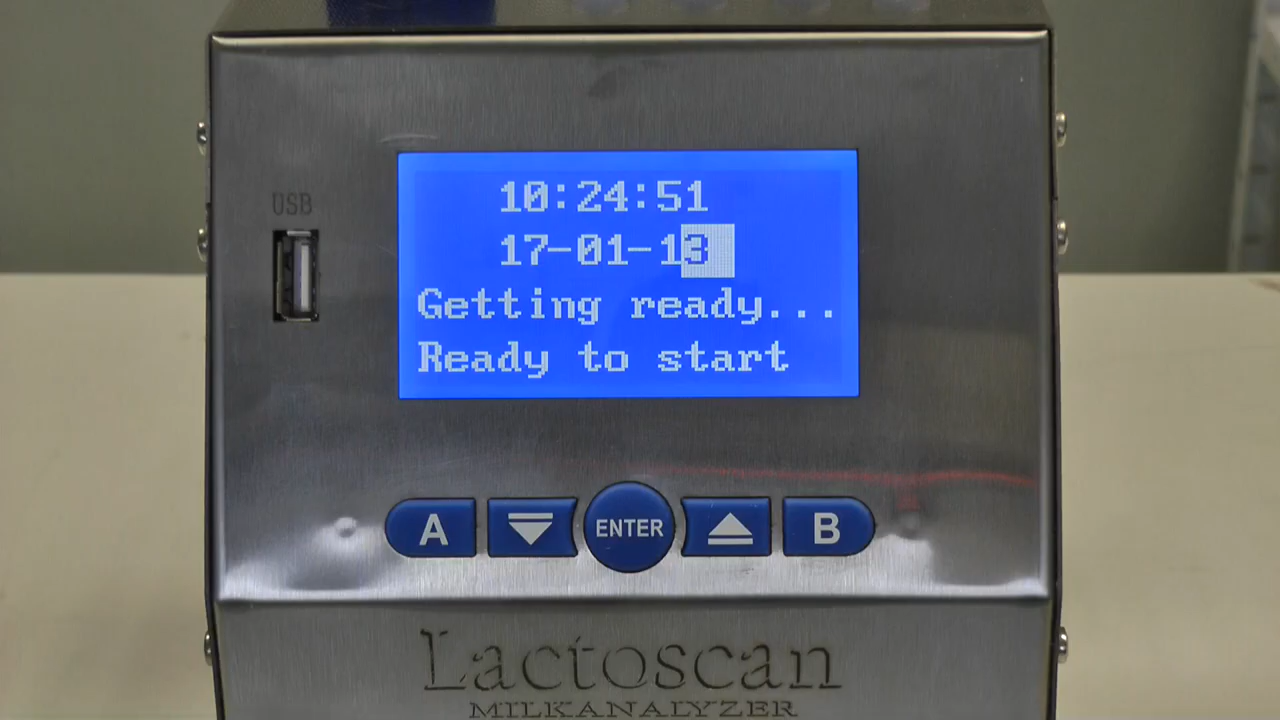 USB
10:24:51
17-01-13
Getting ready...
Ready to start
A
ENTER
B
Lactoscan
MILKANALYZER